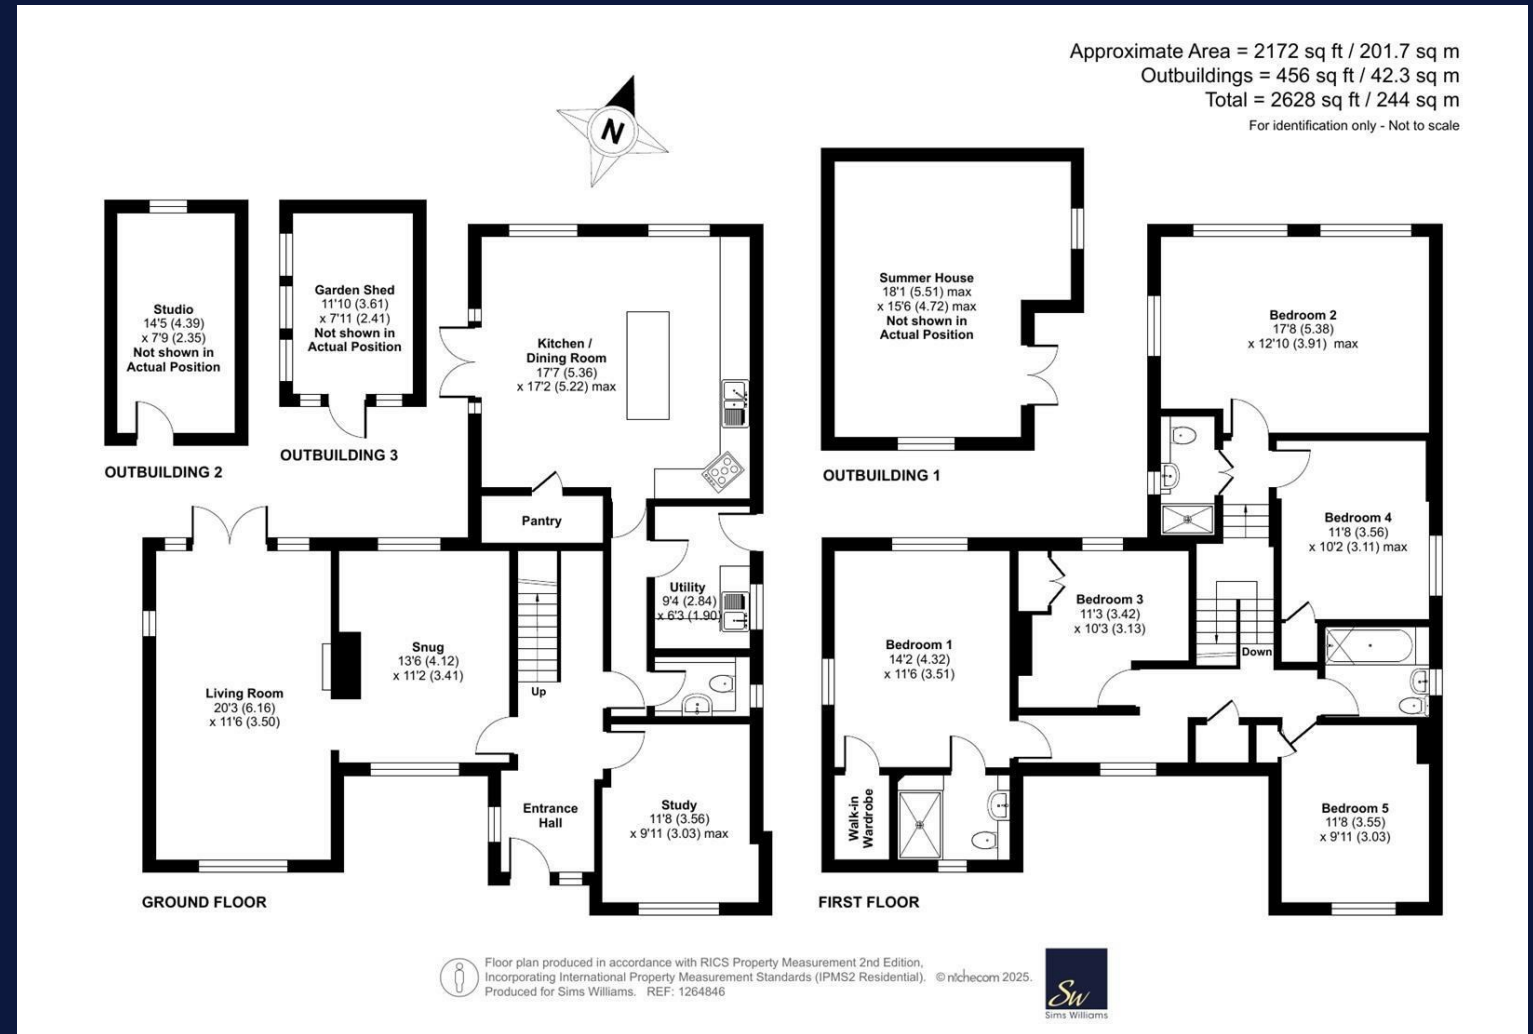 Approximate Area = 2172 sq ft / 201.7 sq m
Outbuildings = 456 sq ft / 42.3 sq m
Total = 2628 sq ft / 244 sq m
For identification only - Not to scale
N
Studio
14'5 (4.39)
x 7'9 (2.35)
Not shown in
Actual Position
OUTBUILDING 2
Garden Shed
11'10 (3.61)
x 7'11 (2.41)
Not shown in
Actual Position
OUTBUILDING 3
Kitchen /
Dining Room
17'7 (5.36)
x 17'2 (5.22) max
Pantry
Utility
9'4 (2.84)
x 6'3 (1.90)
Snug
13'6 (4.12)
x 11'2 (3.41)
Living Room
20'3 (6.16)
x 11'6 (3.50)
Up
Entrance
Hall
Study
11'8 (3.56)
x 9'11 (3.03) max
GROUND FLOOR
Summer House
18'1 (5.51) max
x 15'6 (4.72) max
Not shown in
Actual Position
OUTBUILDING 1
Bedroom 2
17'8 (5.38)
x 12'10 (3.91) max
Bedroom 4
11'8 (3.56)
x 10'2 (3.11) max
Bedroom 3
11'3 (3.42)
x 10'3 (3.13)
Bedroom 1
14'2 (4.32)
x 11'6 (3.51)
Down
Walk-in
Wardrobe
Bedroom 5
11'8 (3.55)
x 9'11 (3.03)
FIRST FLOOR
Floor plan produced in accordance with RICS Property Measurement 2nd Edition,
Incorporating International Property Measurement Standards (IPMS2 Residential). © nichecom 2025.
Produced for Sims Williams. REF: 1264846
Sw
Sims Williams